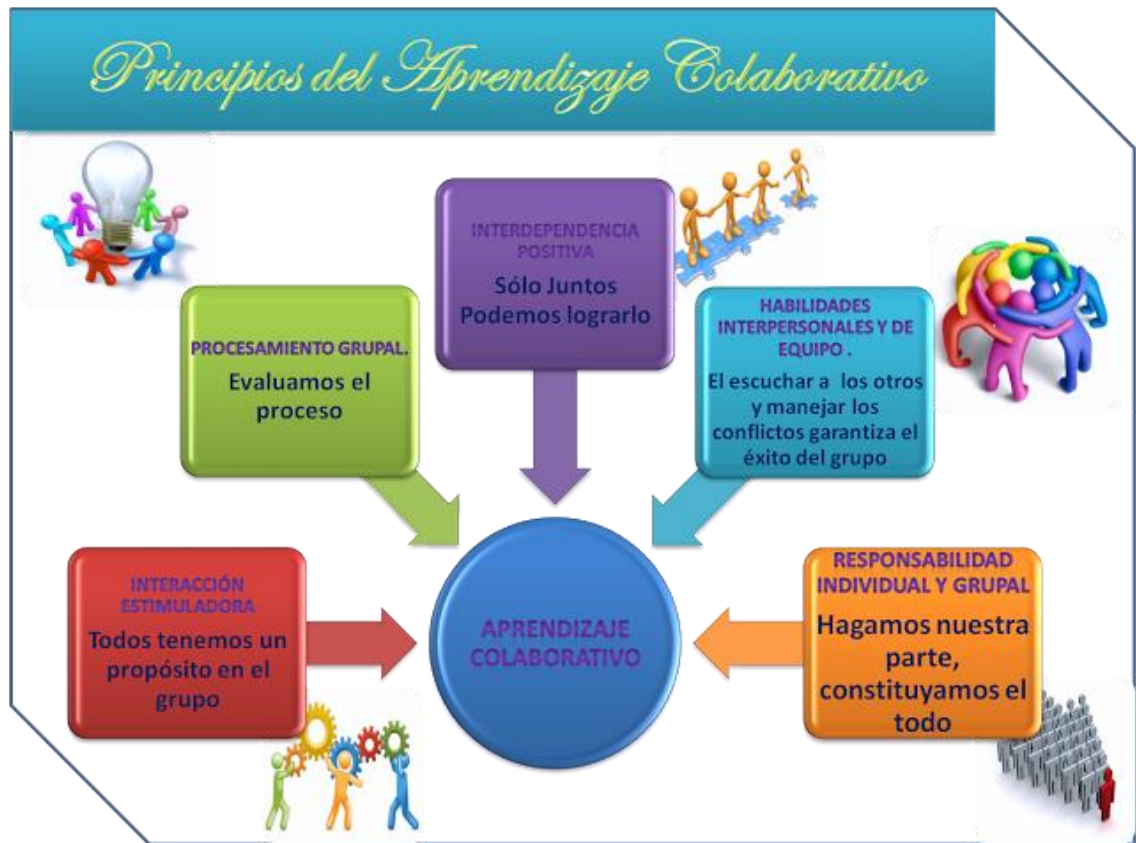 Principios del Aprendizaje Colaborativo
INTERDEPENDENCIA
POSITIVA
Sólo Juntos
Podemos lograrlo
PROCESAMIENTO GRUPAL.
Evaluamos el
proceso
HABILIDADES
INTERPERSONALES Y DE
EQUIPO .
El escuchar a los otros
y manejar los
conflictos garantiza el
éxito del grupo
INTERACCIÓN
ESTIMULADORA
Todos tenemos un
propósito en el
grupo
APRENDIZAJE
COLABORATIVO
RESPONSABILIDAD
INDIVIDUAL Y GRUPAL
Hagamos nuestra
parte,
constituyamos el
todo